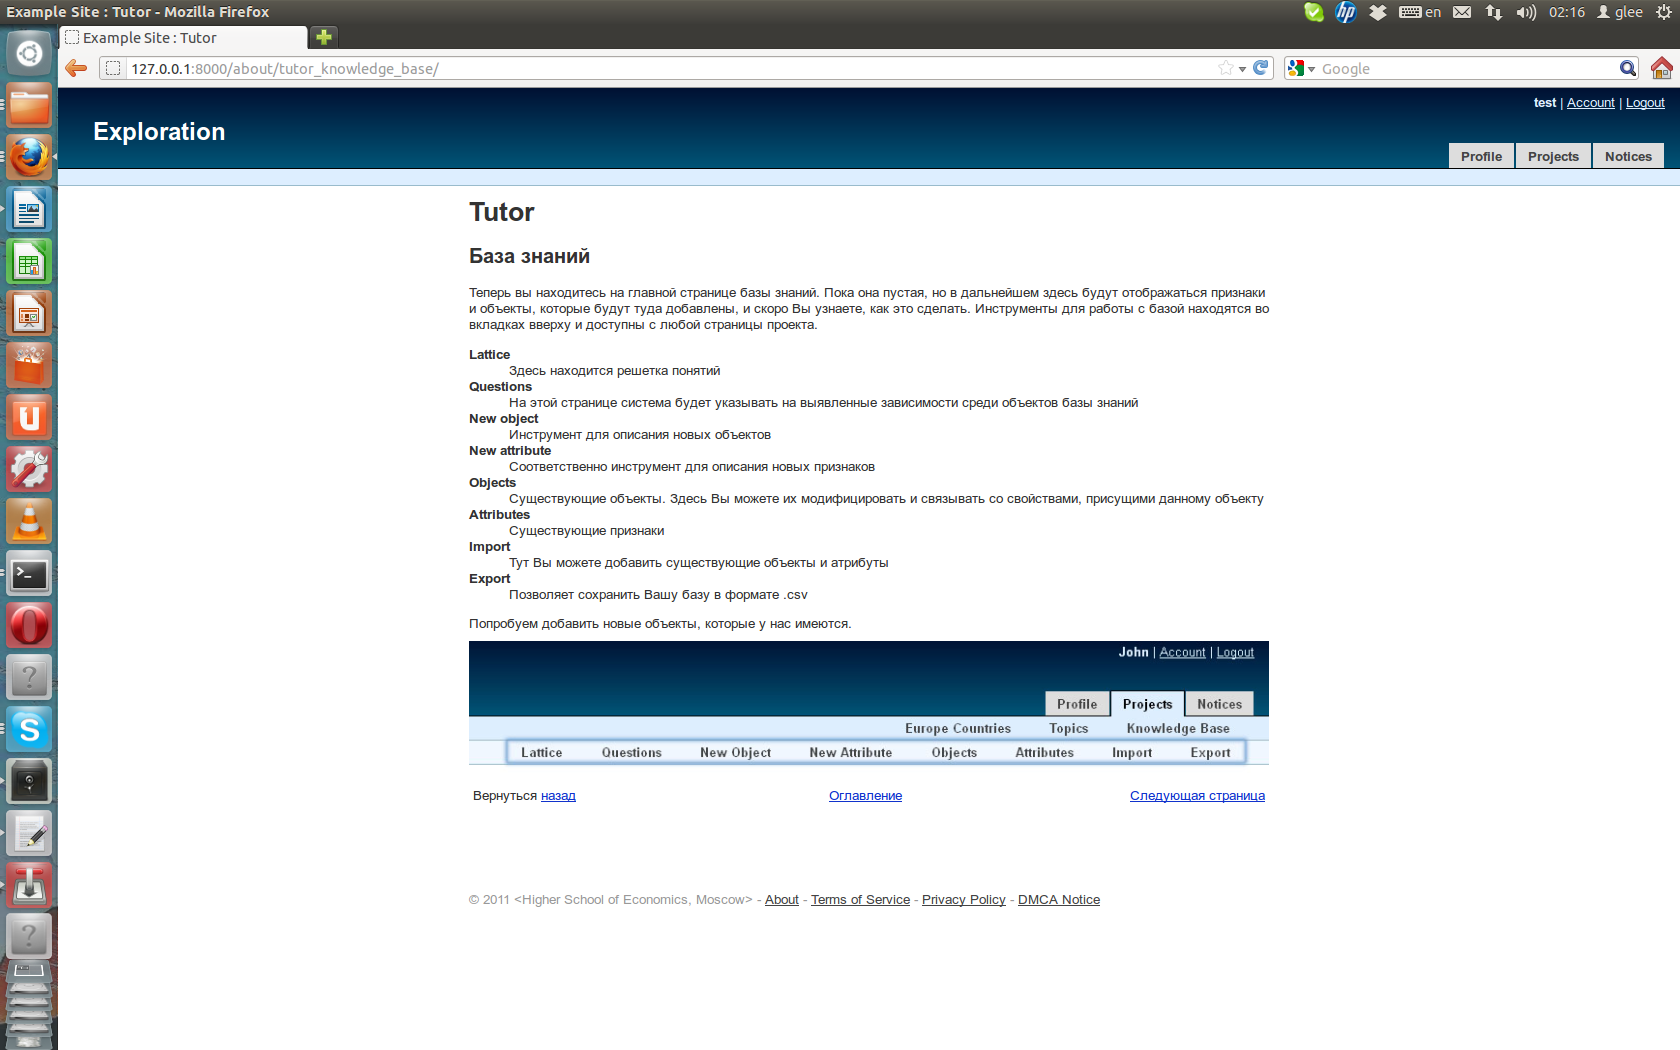 Example Site : Tutor - Mozilla Firefox
en 02:16 glee
Example Site : Tutor
127.0.0.1:8000/about/tutor_knowledge_base/
Google
test | Account | Logout
Exploration
Profile Projects Notices
Tutor
База знаний
Теперь вы находитесь на главной странице базы знаний. Пока она пустая, но в дальнейшем здесь будут отображаться признаки
и объекты, которые будут туда добавлены, и скоро Вы узнаете, как это сделать. Инструменты для работы с базой находятся во
вкладках вверху и доступны с любой страницы проекта.
Lattice
Здесь находится решетка понятий
Questions
На этой странице система будет указывать на выявленные зависимости среди объектов базы знаний
New object
Инструмент для описания новых объектов
New attribute
Соответственно инструмент для описания новых признаков
Objects
Существующие объекты. Здесь Вы можете их модифицировать и связывать со свойствами, присущими данному объекту
Attributes
Существующие признаки
Import
Тут Вы можете добавить существующие объекты и атрибуты
Export
Позволяет сохранить Вашу базу в формате .csv
Попробуем добавить новые объекты, которые у нас имеются.
John | Account | Logout
Profile Projects Notices
Europe Countries Topics Knowledge Base
Lattice Questions New Object New Attribute Objects Attributes Import Export
Вернуться назад Оглавление Следующая страница
© 2011 <Higher School of Economics, Moscow> - About - Terms of Service - Privacy Policy - DMCA Notice